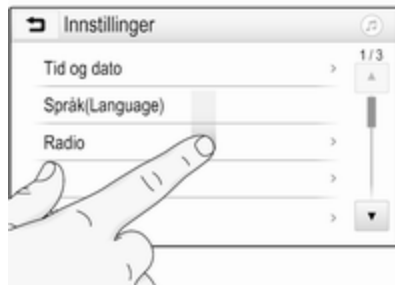 Innstillinger
1/3
Tid og dato
Språk(Language)
Radio